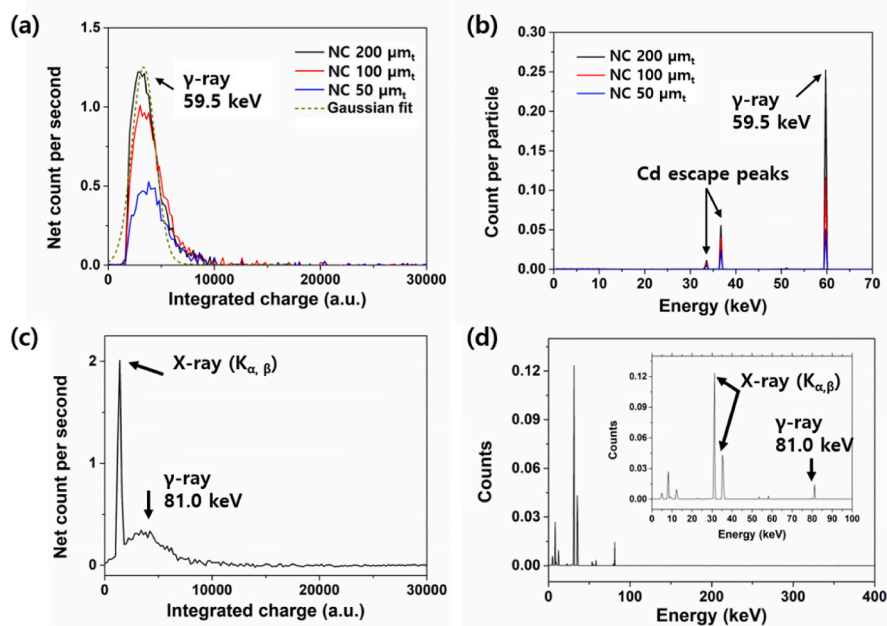 (a)
1.5
1.0
0.5
0.0
0
10000
20000
30000
Net count per second
Integrated charge (a.u.)
NC 200 μmt
NC 100 μmt
NC 50 μmt
Gaussian fit
γ-ray
59.5 keV
(b)
0.30
0.25
0.20
0.15
0.10
0.05
0.00
0
10
20
30
40
50
60
70
Count per particle
Energy (keV)
NC 200 μmt
NC 100 μmt
NC 50 μmt
γ-ray
59.5 keV
Cd escape peaks
(c)
2
1
0
0
10000
20000
30000
Net count per second
Integrated charge (a.u.)
X-ray (Kα, β)
γ-ray
81.0 keV
(d)
0.12
0.09
0.06
0.03
0.00
0
100
200
300
400
Counts
Energy (keV)
0.12
0.09
0.06
0.03
0.00
0
10
20
30
40
50
60
70
80
90
100
Counts
Energy (keV)
X-ray (Kα,β)
γ-ray
81.0 keV